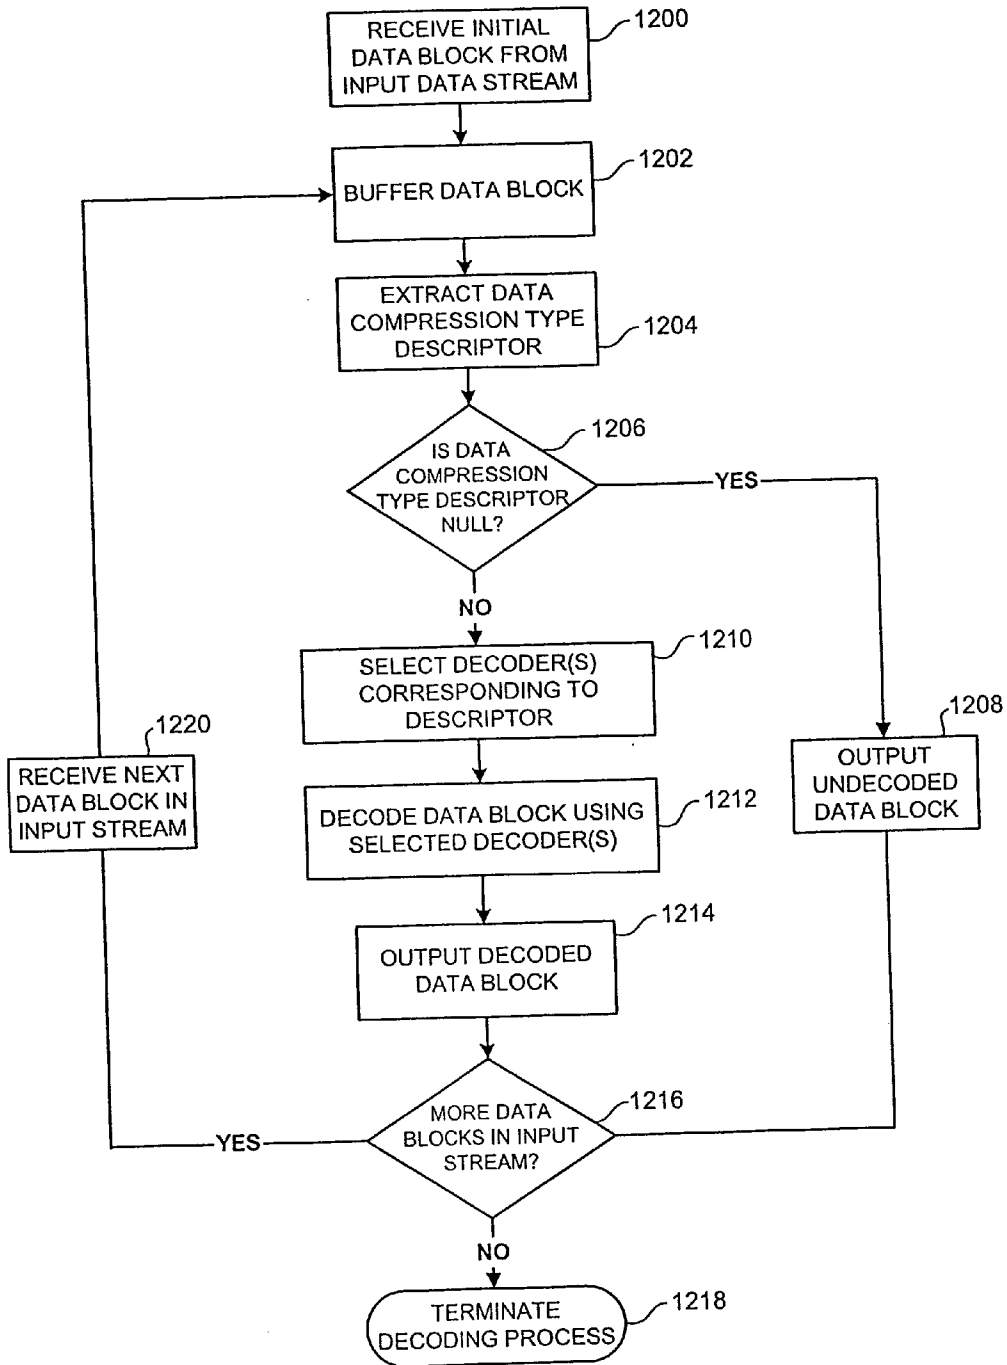 RECEIVE INITIAL
DATA BLOCK FROM
INPUT DATA STREAM
1200
BUFFER DATA BLOCK
1202
EXTRACT DATA
COMPRESSION TYPE
DESCRIPTOR
1204
IS DATA
COMPRESSION
TYPE DESCRIPTOR
NULL?
1206
YES
NO
SELECT DECODER(S)
CORRESPONDING TO
DESCRIPTOR
1210
OUTPUT
UNDECODED
DATA BLOCK
1208
RECEIVE NEXT
DATA BLOCK IN
INPUT STREAM
1220
DECODE DATA BLOCK USING
SELECTED DECODER(S)
1212
OUTPUT DECODED
DATA BLOCK
1214
MORE DATA
BLOCKS IN INPUT
STREAM?
1216
YES
NO
TERMINATE
DECODING PROCESS
1218